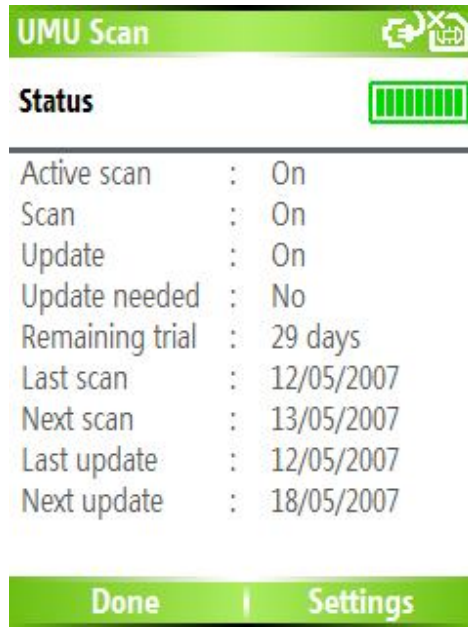 UMU Scan
Status
Active scan : On
Scan : On
Update : On
Update needed : No
Remaining trial : 29 days
Last scan : 12/05/2007
Next scan : 13/05/2007
Last update : 12/05/2007
Next update : 18/05/2007
Done Settings